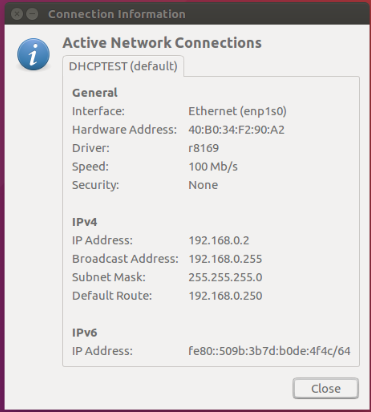 Connection Information
Active Network Connections
DHCPTEST (default)
General
Interface: Ethernet (enp1s0)
Hardware Address: 40:B0:34:F2:90:A2
Driver: r8169
Speed: 100 Mb/s
Security: None
IPv4
IP Address: 192.168.0.2
Broadcast Address: 192.168.0.255
Subnet Mask: 255.255.255.0
Default Route: 192.168.0.250
IPv6
IP Address: fe80::509b:3b7d:b0de:4f4c/64
Close